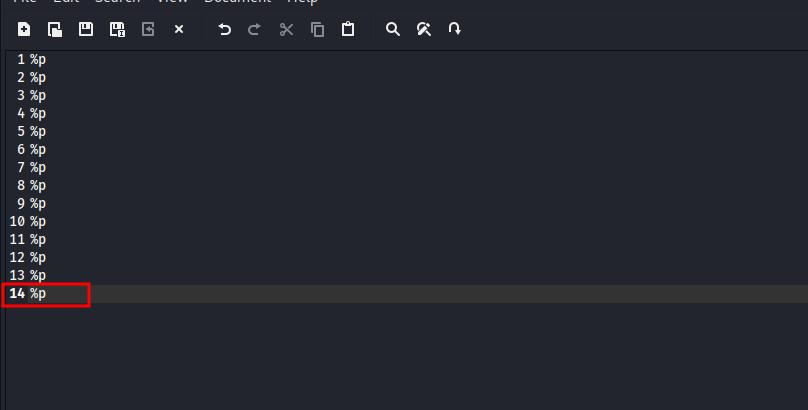 File Edit Search View Document Help
1 %p
2 %p
3 %p
4 %p
5 %p
6 %p
7 %p
8 %p
9 %p
10 %p
11 %p
12 %p
13 %p
14 %p